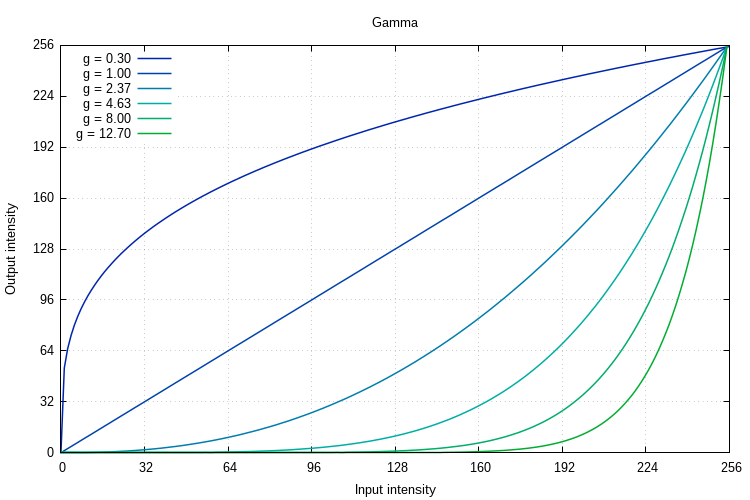 Gamma
256
224
192
160
128
96
64
32
0
g = 0.30
g = 1.00
g = 2.37
g = 4.63
g = 8.00
g = 12.70
Output intensity
0 32 64 96 128 160 192 224 256
Input intensity